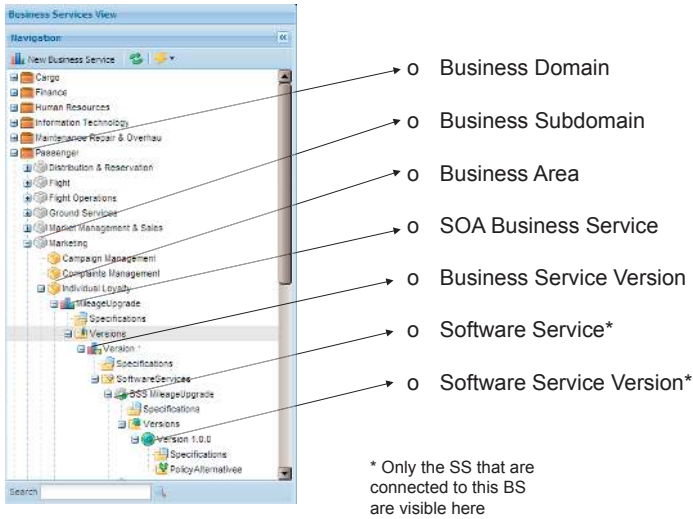 Business Services View
Navigation
New Business Service
Cargo
Finance
Human Resources
Information Technology
Maintenance Repair & Overhau
Passenger
Distribution & Reservation
Flight
Flight Operations
Ground Services
Market Management & Sales
Marketing
Campaign Management
Complaints Management
Individual Loyalty
MileageUpgrade
Specifications
Versions
Version
Specifications
SoftwareServices
BSS MileageUpgrade
Specifications
Versions
Version 1.0.0
Specifications
PolicyAlternatives
Search
o Business Domain
o Business Subdomain
o Business Area
o SOA Business Service
o Business Service Version
o Software Service*
o Software Service Version*
* Only the SS that are
connected to this BS
are visible here